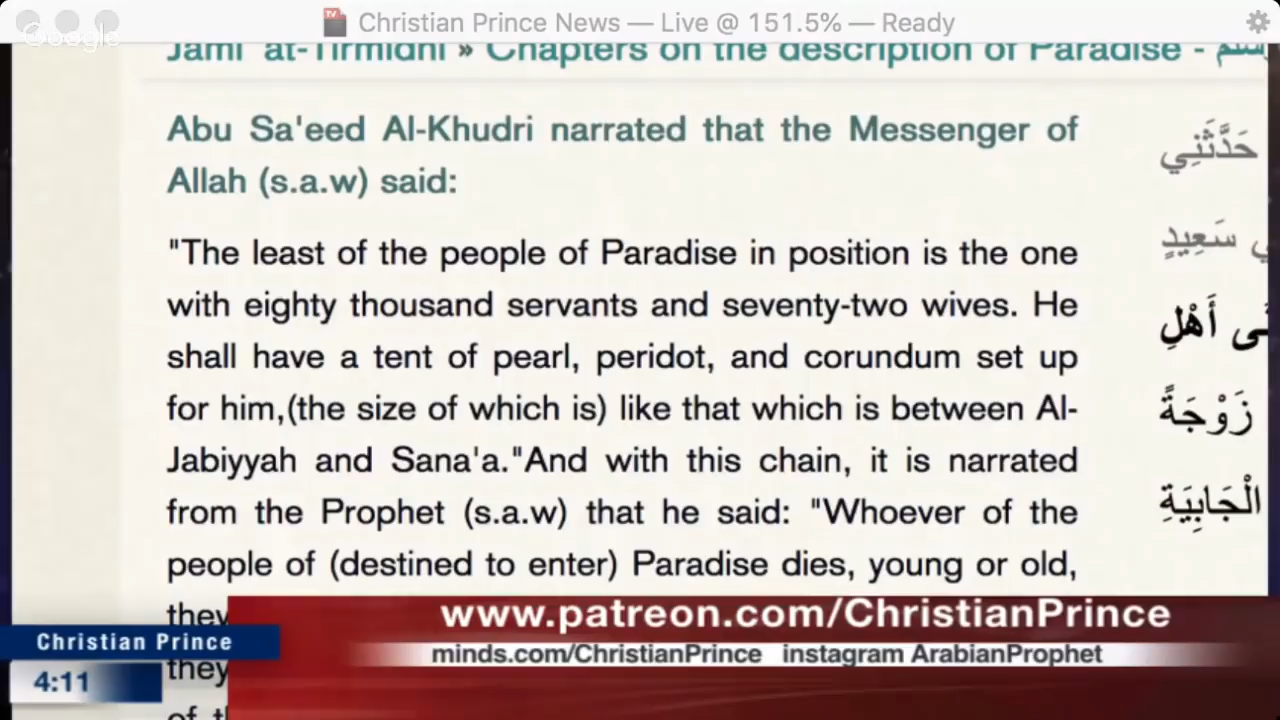 Christian Prince News — Live @ 151.5% — Ready
Google
Jami` at-Tirmidhi » Chapters on the description of Paradise -
Abu Sa'eed Al-Khudri narrated that the Messenger of
Allah (s.a.w) said:
"The least of the people of Paradise in position is the one
with eighty thousand servants and seventy-two wives. He
shall have a tent of pearl, peridot, and corundum set up
for him,(the size of which is) like that which is between Al-
Jabiyyah and Sana'a."And with this chain, it is narrated
from the Prophet (s.a.w) that he said: "Whoever of the
people of (destined to enter) Paradise dies, young or old,
they
they
of
حَدَّثَنِي
سَعِيدٍ
أَهْلِ
زَوْجَةً
الْجَابِيَةِ
www.patreon.com/ChristianPrince
Christian Prince
minds.com/ChristianPrince instagram ArabianProphet
4:11